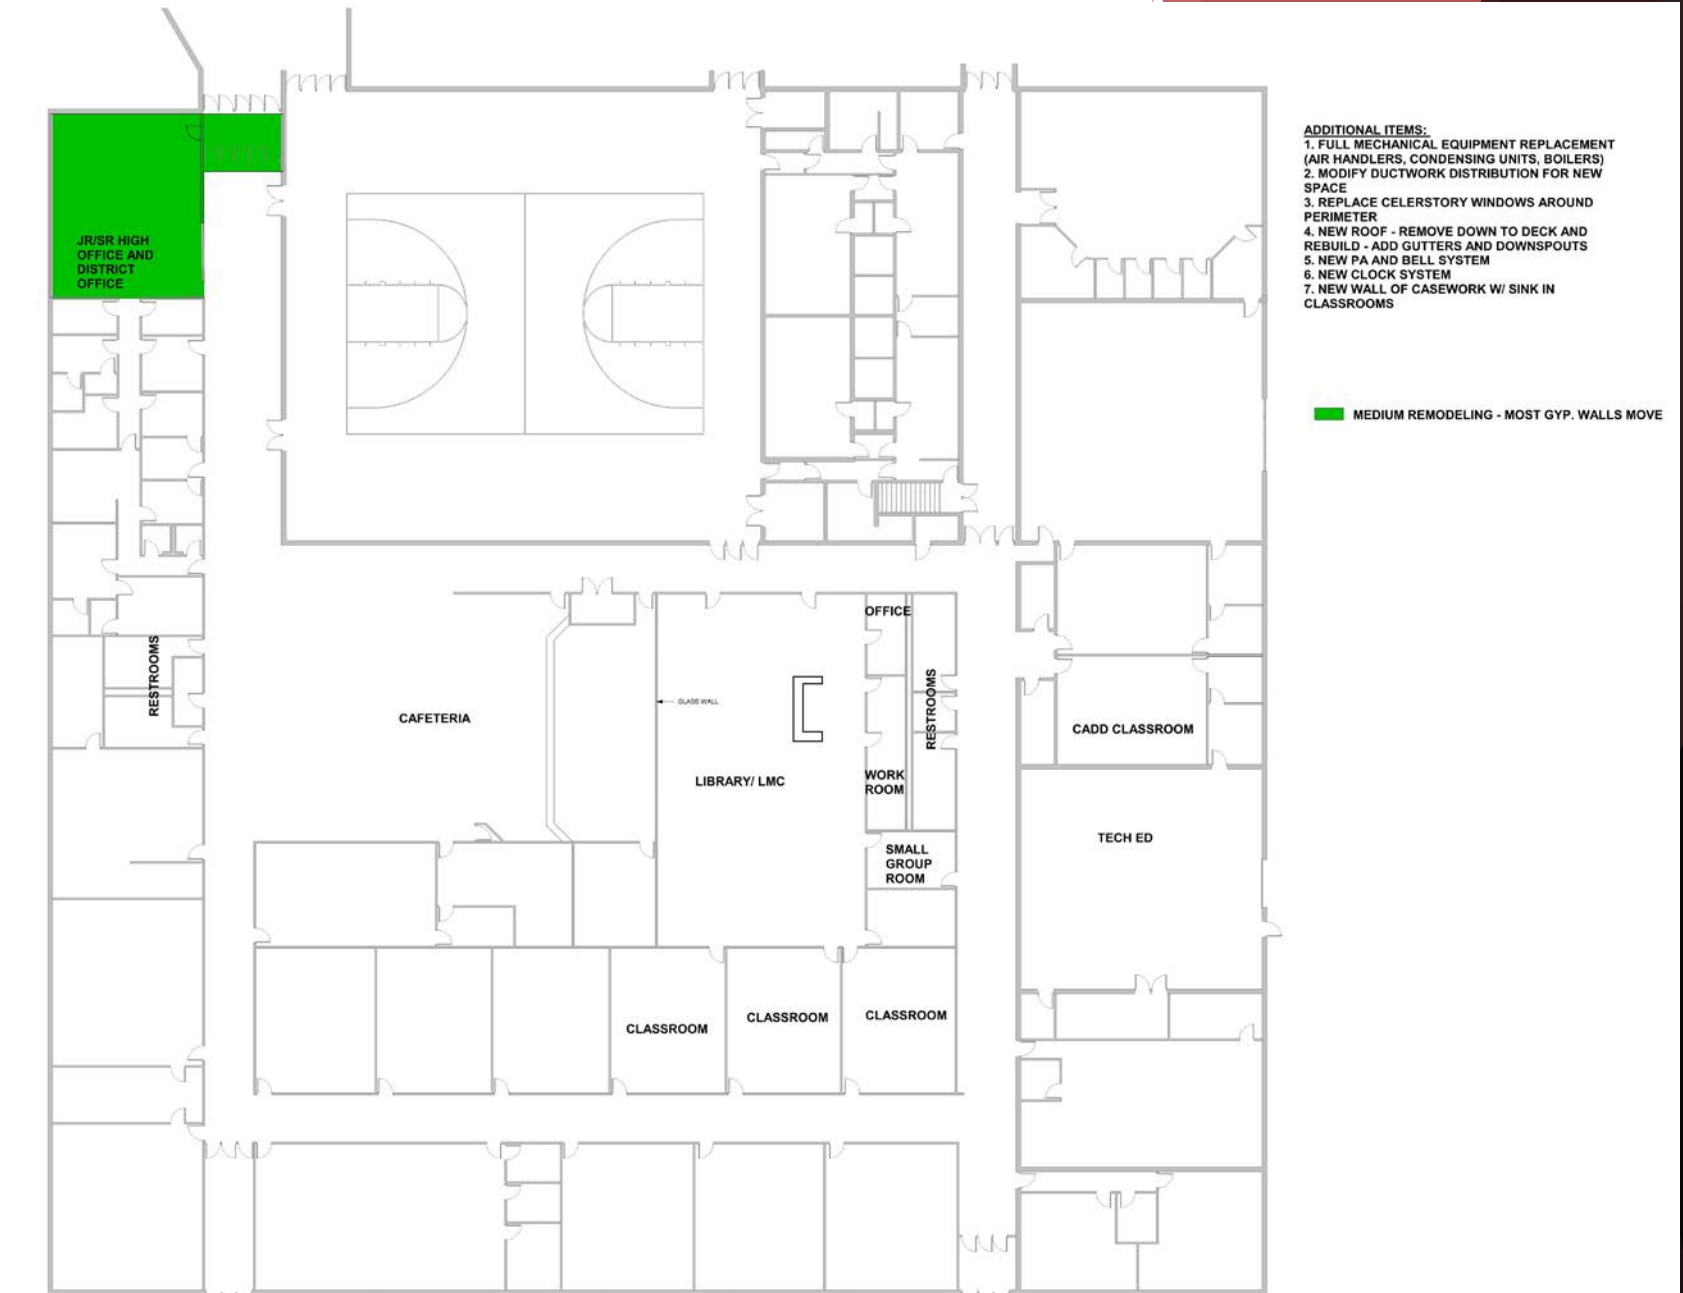 ADDITIONAL ITEMS:
1. FULL MECHANICAL EQUIPMENT REPLACEMENT
(AIR HANDLERS, CONDENSING UNITS, BOILERS)
2. MODIFY DUCTWORK DISTRIBUTION FOR NEW
SPACE
3. REPLACE CELERSTORY WINDOWS AROUND
PERIMETER
4. NEW ROOF - REMOVE DOWN TO DECK AND
REBUILD - ADD GUTTERS AND DOWNSPOUTS
5. NEW PA AND BELL SYSTEM
6. NEW CLOCK SYSTEM
7. NEW WALL OF CASEWORK W/ SINK IN
CLASSROOMS
MEDIUM REMODELING - MOST GYP. WALLS MOVE
JR/SR HIGH
OFFICE AND
DISTRICT
OFFICE
OFFICE
RESTROOMS
RESTROOMS
GLASS WALL
CAFETERIA
CADD CLASSROOM
LIBRARY/ LMC
WORK
ROOM
TECH ED
SMALL
GROUP
ROOM
CLASSROOM
CLASSROOM
CLASSROOM